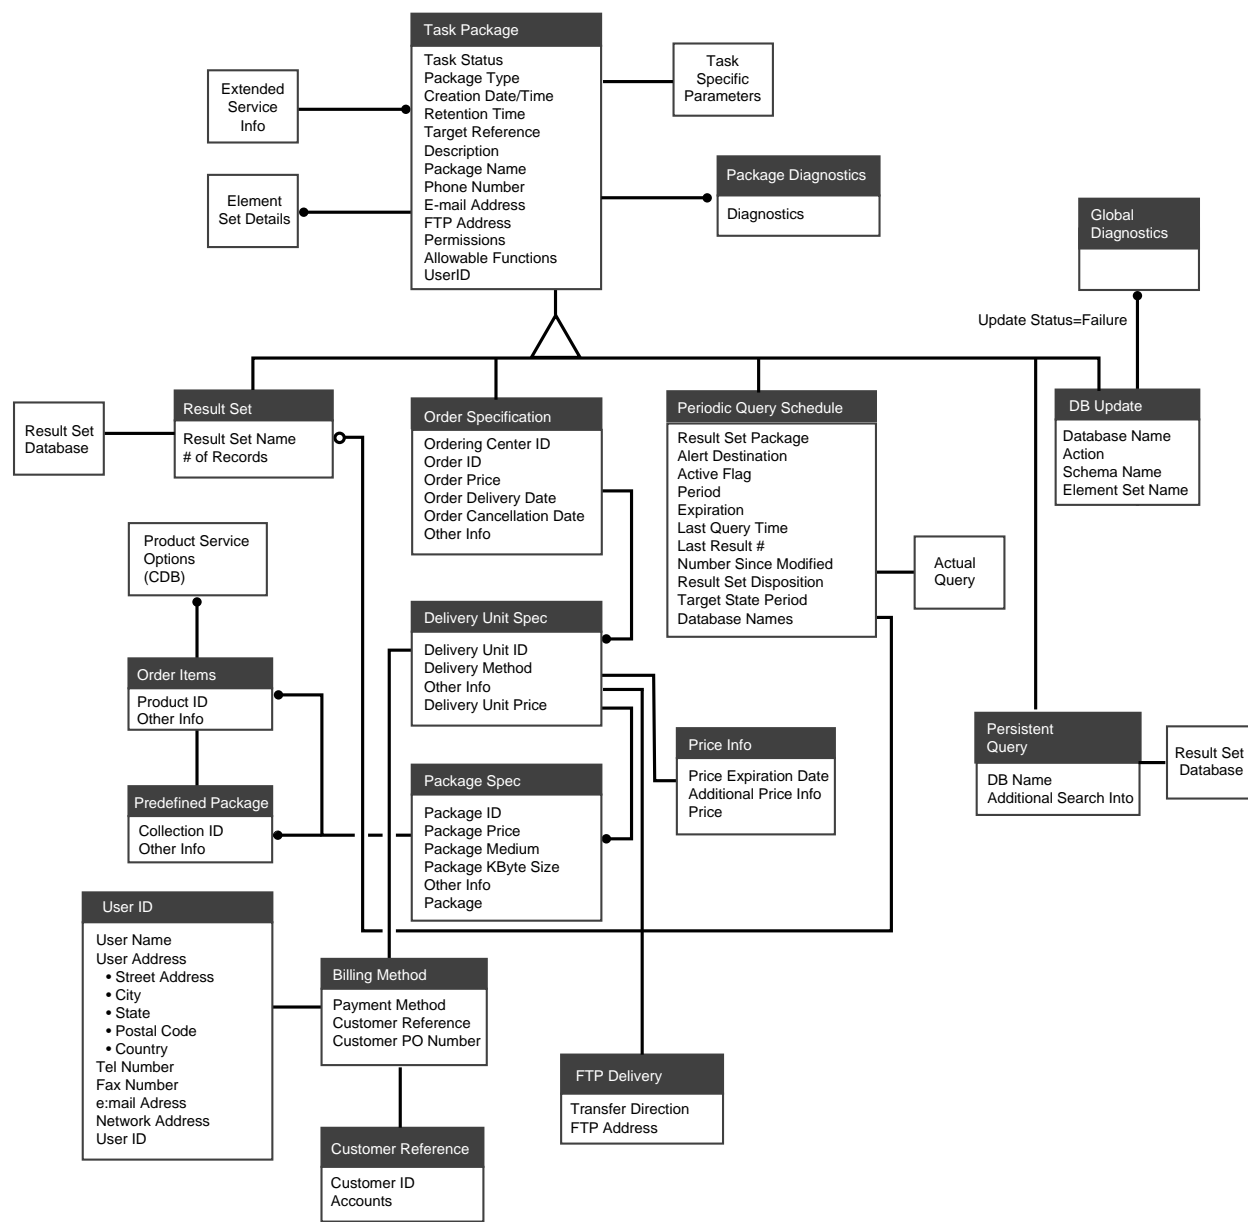 Task Package
Task Status
Package Type
Creation Date/Time
Retention Time
Target Reference
Description
Package Name
Phone Number
E-mail Address
FTP Address
Permissions
Allowable Functions
UserID
Extended
Service
Info
Element
Set Details
Task
Specific
Parameters
Package Diagnostics
Diagnostics
Global
Diagnostics
Update Status=Failure
Result Set
Database
Result Set
Result Set Name
# of Records
Order Specification
Ordering Center ID
Order ID
Order Price
Order Delivery Date
Order Cancellation Date
Other Info
Periodic Query Schedule
Result Set Package
Alert Destination
Active Flag
Period
Expiration
Last Query Time
Last Result #
Number Since Modified
Result Set Disposition
Target State Period
Database Names
DB Update
Database Name
Action
Schema Name
Element Set Name
Actual
Query
Product Service
Options
(CDB)
Order Items
Product ID
Other Info
Delivery Unit Spec
Delivery Unit ID
Delivery Method
Other Info
Delivery Unit Price
Price Info
Price Expiration Date
Additional Price Info
Price
Persistent
Query
DB Name
Additional Search Into
Result Set
Database
Predefined Package
Collection ID
Other Info
Package Spec
Package ID
Package Price
Package Medium
Package KByte Size
Other Info
Package
User ID
User Name
User Address
• Street Address
• City
• State
• Postal Code
• Country
Tel Number
Fax Number
e:mail Adress
Network Address
User ID
Billing Method
Payment Method
Customer Reference
Customer PO Number
FTP Delivery
Transfer Direction
FTP Address
Customer Reference
Customer ID
Accounts